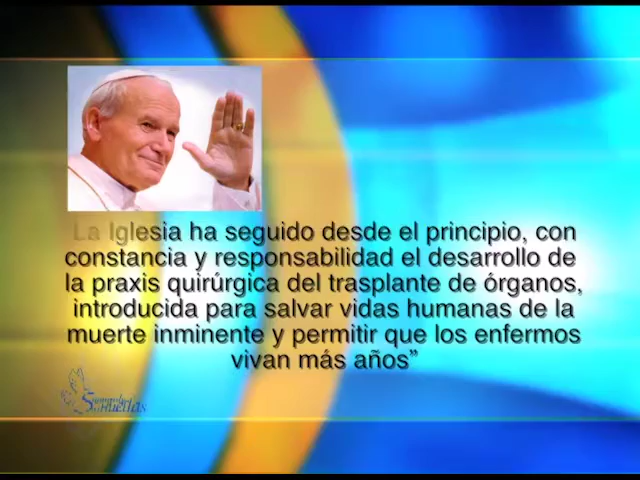 La Iglesia ha seguido desde el principio, con
constancia y responsabilidad el desarrollo de
la praxis quirúrgica del trasplante de órganos,
introducida para salvar vidas humanas de la
muerte inminente y permitir que los enfermos
vivan más años”
Huellas